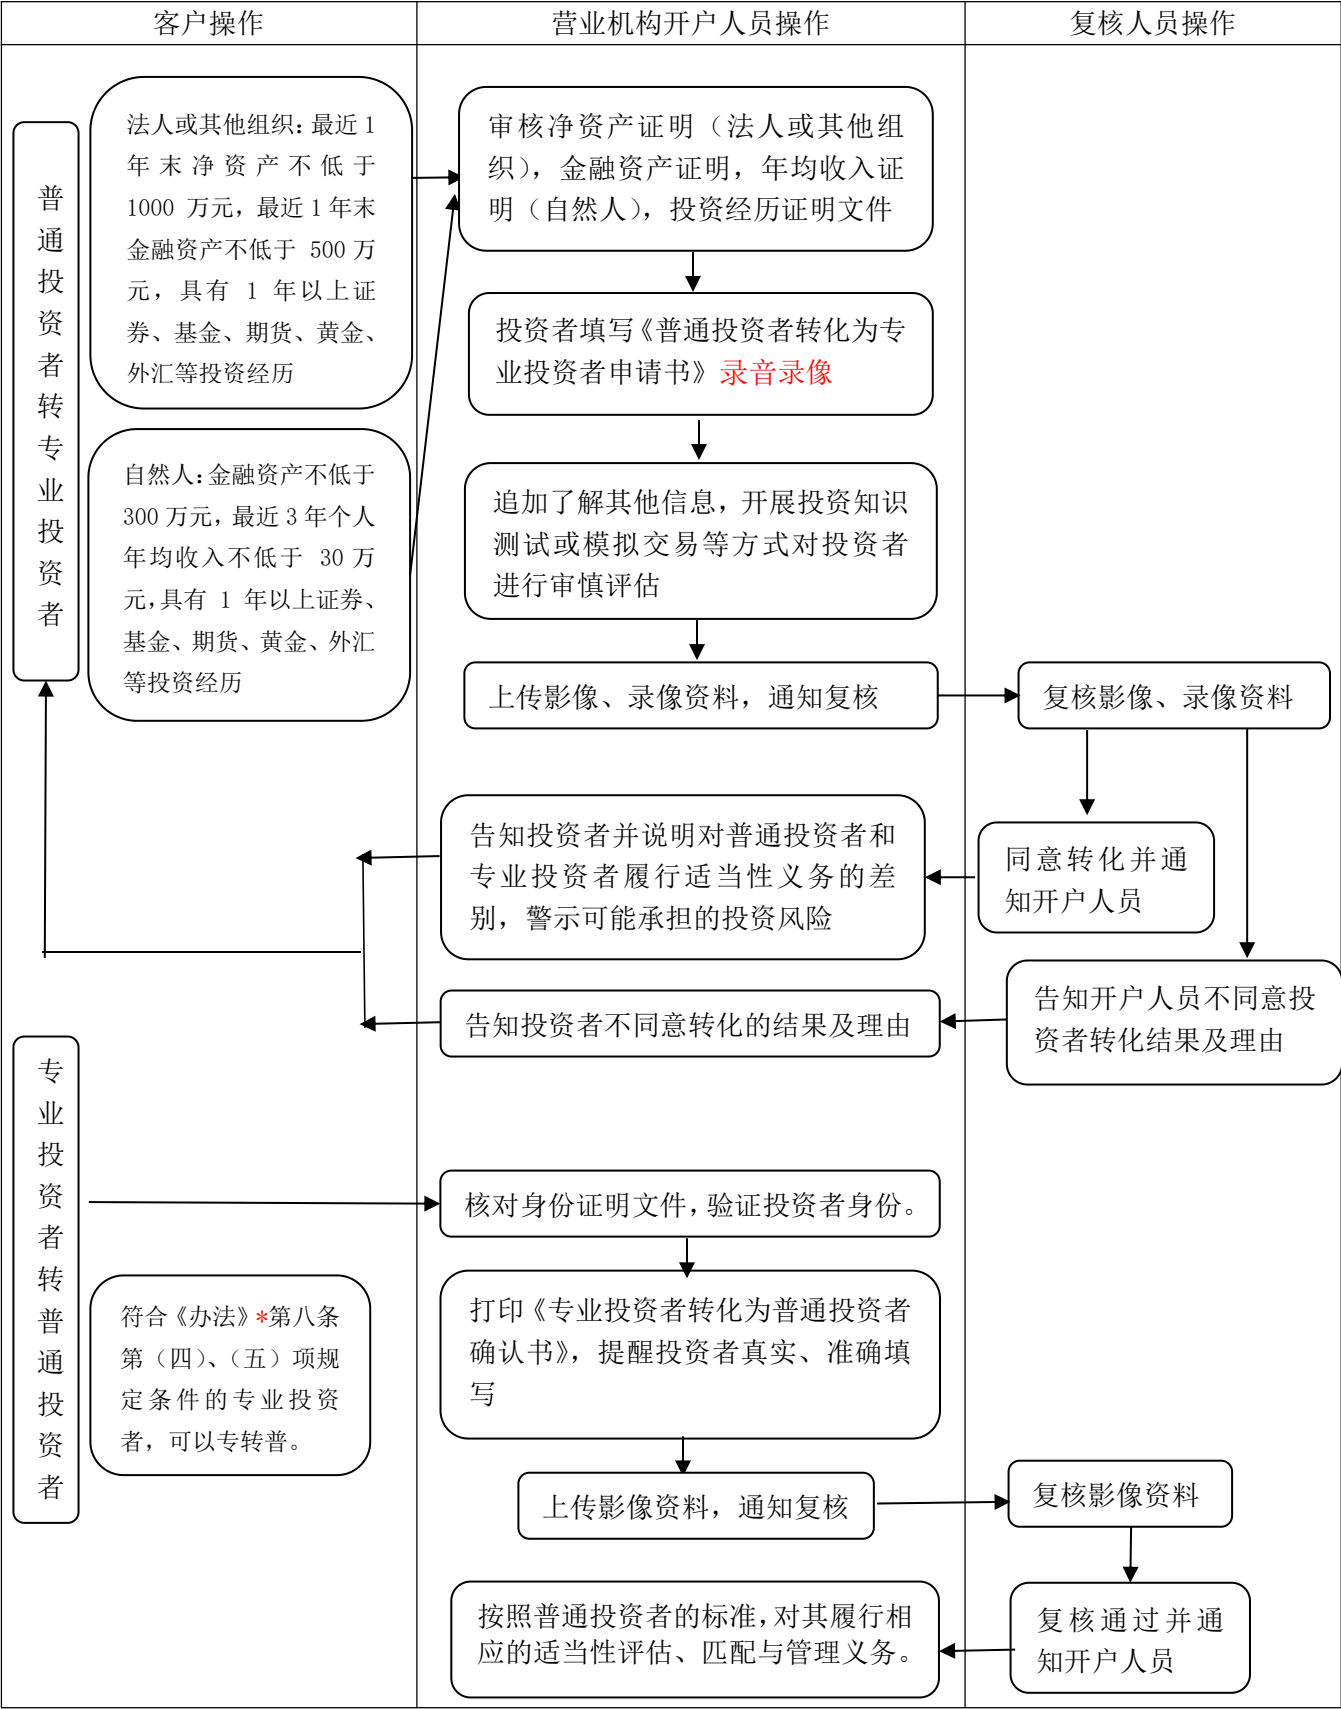 客户操作
营业机构开户人员操作
复核人员操作
普通投资者转专业投资者
法人或其他组织：最近 1
年末净资产不低于
1000 万元，最近 1 年末
金融资产不低于 500 万
元，具有 1 年以上证
券、基金、期货、黄金、
外汇等投资经历
自然人：金融资产不低于
300 万元，最近 3 年个人
年均收入不低于 30 万
元，具有 1 年以上证券、
基金、期货、黄金、外汇
等投资经历
审核净资产证明（法人或其他组
织），金融资产证明，年均收入证
明（自然人），投资经历证明文件
投资者填写《普通投资者转化为专
业投资者申请书》录音录像
追加了解其他信息，开展投资知识
测试或模拟交易等方式对投资者
进行审慎评估
上传影像、录像资料，通知复核
复核影像、录像资料
同意转化并通
知开户人员
告知投资者并说明对普通投资者和
专业投资者履行适当性义务的差
别，警示可能承担的投资风险
告知开户人员不同意投
资者转化结果及理由
告知投资者不同意转化的结果及理由
专业投资者转普通投资者
符合《办法》*第八条
第（四）、（五）项规
定条件的专业投资
者，可以专转普。
核对身份证明文件，验证投资者身份。
打印《专业投资者转化为普通投资者
确认书》，提醒投资者真实、准确填
写
上传影像资料，通知复核
复核影像资料
复核通过并通
知开户人员
按照普通投资者的标准，对其履行相
应的适当性评估、匹配与管理义务。